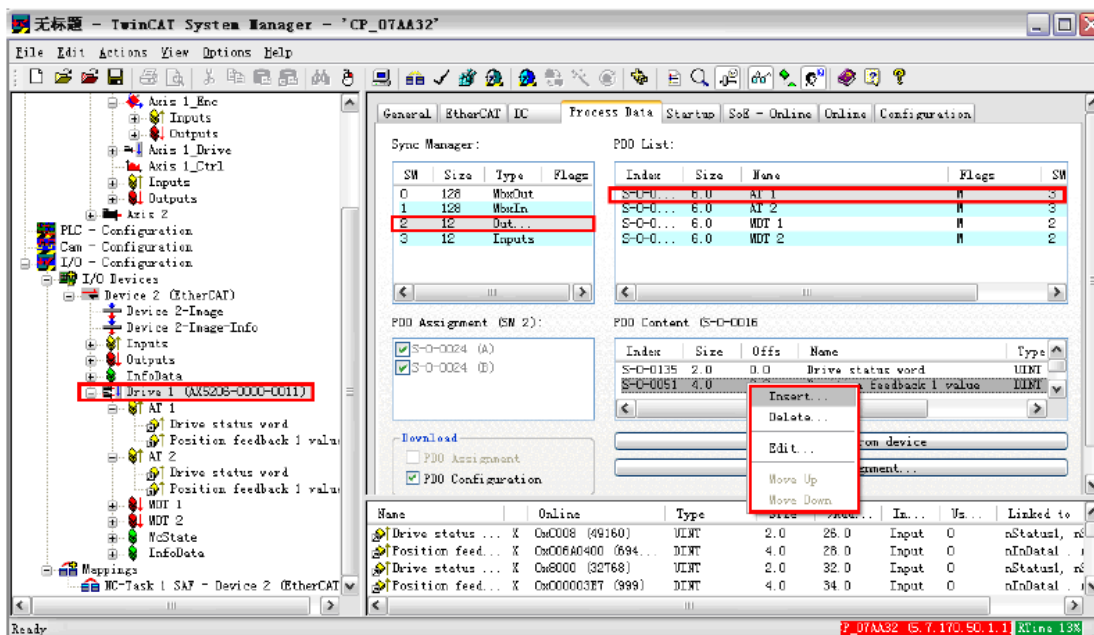 无标题 - TwinCAT System Manager - 'CP_07AA32'
File Edit Actions View Options Help
Axis 1_Enc
Inputs
Outputs
Axis 1_Drive
Axis 1_Ctrl
Inputs
Outputs
Axis 2
PLC - Configuration
Cam - Configuration
I/O - Configuration
I/O Devices
Device 2 (EtherCAT)
Device 2-Image
Device 2-Image-Info
Inputs
Outputs
InfoData
Drive 1 (AX5206-0000-0011)
AT 1
Drive status word
Position feedback 1 valu
AT 2
Drive status word
Position feedback 1 valu
MDT 1
MDT 2
WcState
InfoData
Mappings
NC-Task 1 SAF - Device 2 (EtherCAT
General EtherCAT DC Process Data Startup SoE - Online Online Configuration
Sync Manager:
SM Size Type Flags
0 128 MbxOut
1 128 MbxIn
2 12 Out...
3 12 Inputs
PDO List:
Index Size Name Flags SM
S-0-0... 6.0 AT 1 M 3
S-0-0... 6.0 AT 2 M 3
S-0-0... 6.0 MDT 1 M 2
S-0-0... 6.0 MDT 2 M 2
PDO Assignment (SM 2):
S-0-0024 (A)
S-0-0024 (B)
PDO Content (S-0-0016
Index Size Offs Name Type
S-0-0135 2.0 0.0 Drive status word UINT
S-0-0051 4.0 feedback 1 value DINT
Insert...
Delete...
Edit...
Move Up
Move Down
Download
PDO Assignment
PDO Configuration
rom device
nment...
Name Online Type Size In... Us... Linked to
Drive status ... X 0xC008 (49160) UINT 2.0 26.0 Input 0 nStatus1, n
Position feed... X 0x006A0400 (694... DINT 4.0 28.0 Input 0 nInData1 .
Drive status ... X 0x8000 (32768) UINT 2.0 32.0 Input 0 nStatus1, n
Position feed... X 0x000003E7 (999) DINT 4.0 34.0 Input 0 nInData1 .
Ready
P_07AA32 (5.7.170.50.1.1 RTime 13%